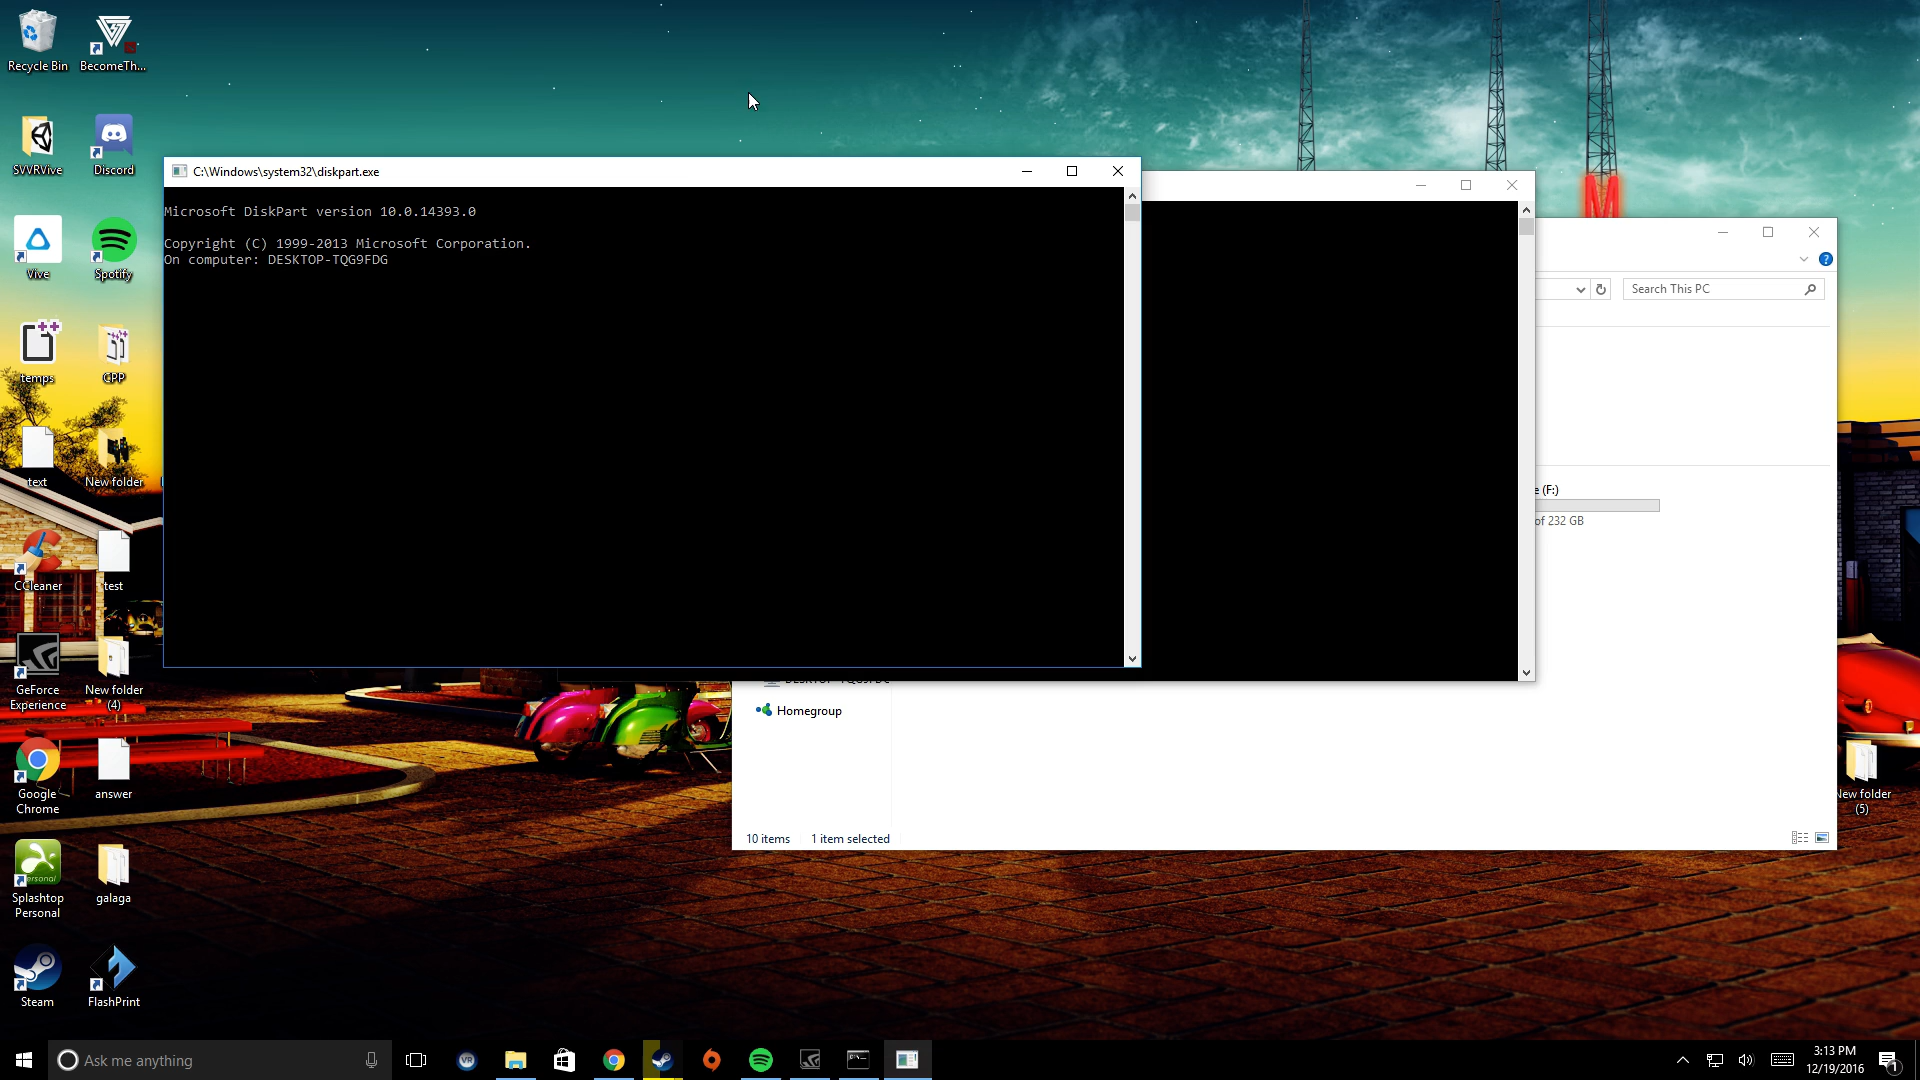 Recycle Bin
BecomeTh...
SVVRVive
Discord
Vive
Spotify
temps
CPP
text
New folder
CCleaner
test
GeForce
Experience
New folder
(4)
Google
Chrome
answer
Splashtop
Personal
galaga
Steam
FlashPrint
C:\Windows\system32\diskpart.exe
Microsoft DiskPart version 10.0.14393.0
Copyright (C) 1999-2013 Microsoft Corporation.
On computer: DESKTOP-TQG9FDG
Search This PC
e (F:)
of 232 GB
Homegroup
10 items
1 item selected
New folder
(5)
Ask me anything
VR
3:13 PM
12/19/2016
1